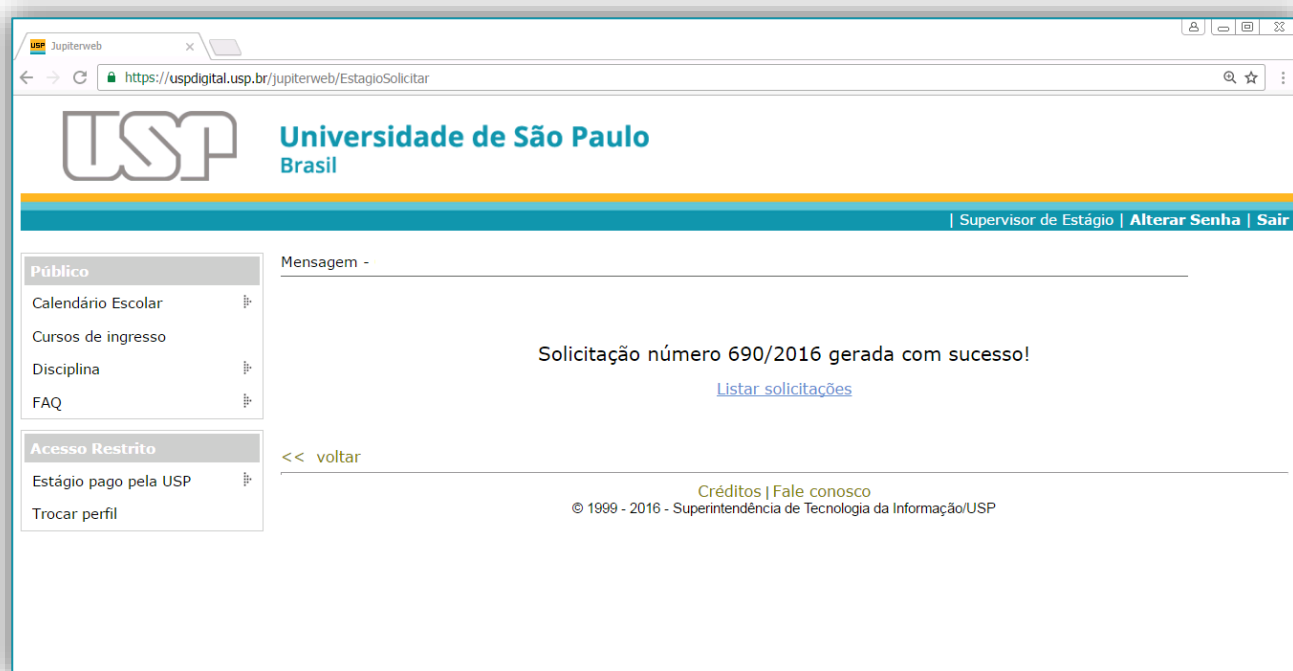 USP Jupiterweb
https://uspdigital.usp.br/jupiterweb/EstagioSolicitar
USP
Universidade de São Paulo
Brasil
| Supervisor de Estágio | Alterar Senha | Sair
Público
Calendário Escolar
Cursos de ingresso
Disciplina
FAQ
Acesso Restrito
Estágio pago pela USP
Trocar perfil
Mensagem -
Solicitação número 690/2016 gerada com sucesso!
Listar solicitações
<< voltar
Créditos | Fale conosco
© 1999 - 2016 - Superintendência de Tecnologia da Informação/USP